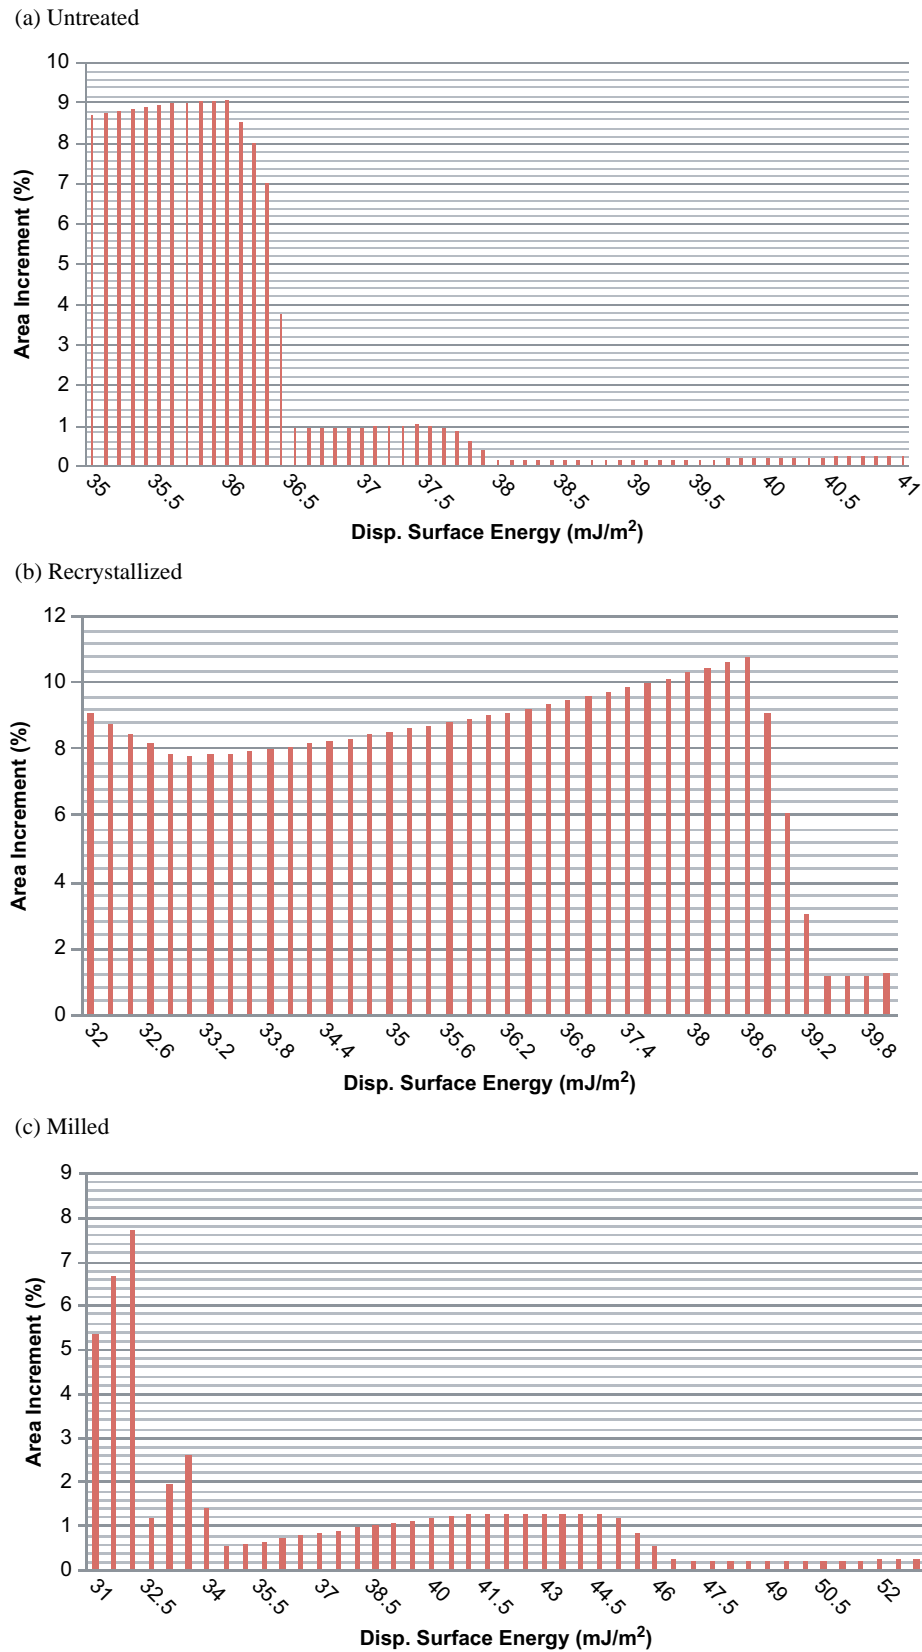 (a) Untreated
10
9
8
7
6
5
4
3
2
1
0
Area Increment (%)
35 35.5 36 36.5 37 37.5 38 38.5 39 39.5 40 40.5 41
Disp. Surface Energy (mJ/m²)
(b) Recrystallized
12
10
8
6
4
2
0
Area Increment (%)
32 32.6 33.2 33.8 34.4 35 35.6 36.2 36.8 37.4 38 38.6 39.2 39.8
Disp. Surface Energy (mJ/m²)
(c) Milled
9
8
7
6
5
4
3
2
1
0
Area Increment (%)
31 32.5 34 35.5 37 38.5 40 41.5 43 44.5 46 47.5 49 50.5 52
Disp. Surface Energy (mJ/m²)